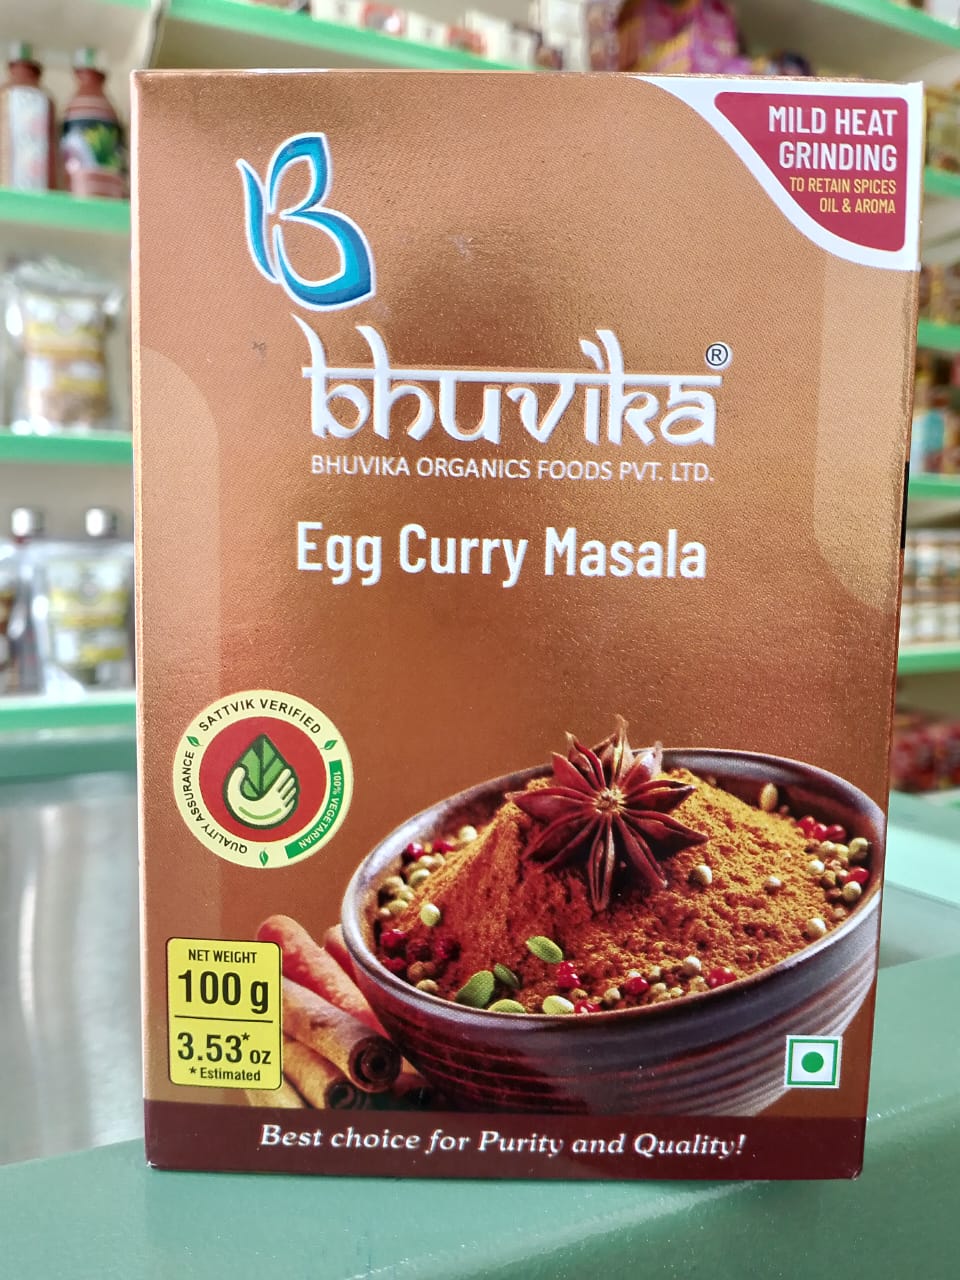 MILD HEAT
GRINDING
TO RETAIN SPICES
OIL & AROMA
bhuvika®
BHUVIKA ORGANICS FOODS PVT. LTD.
Egg Curry Masala
SATTVIK VERIFIED
QUALITY ASSURANCE
100% VEGETARIAN
NET WEIGHT
100 g
3.53* oz
* Estimated
Best choice for Purity and Quality!